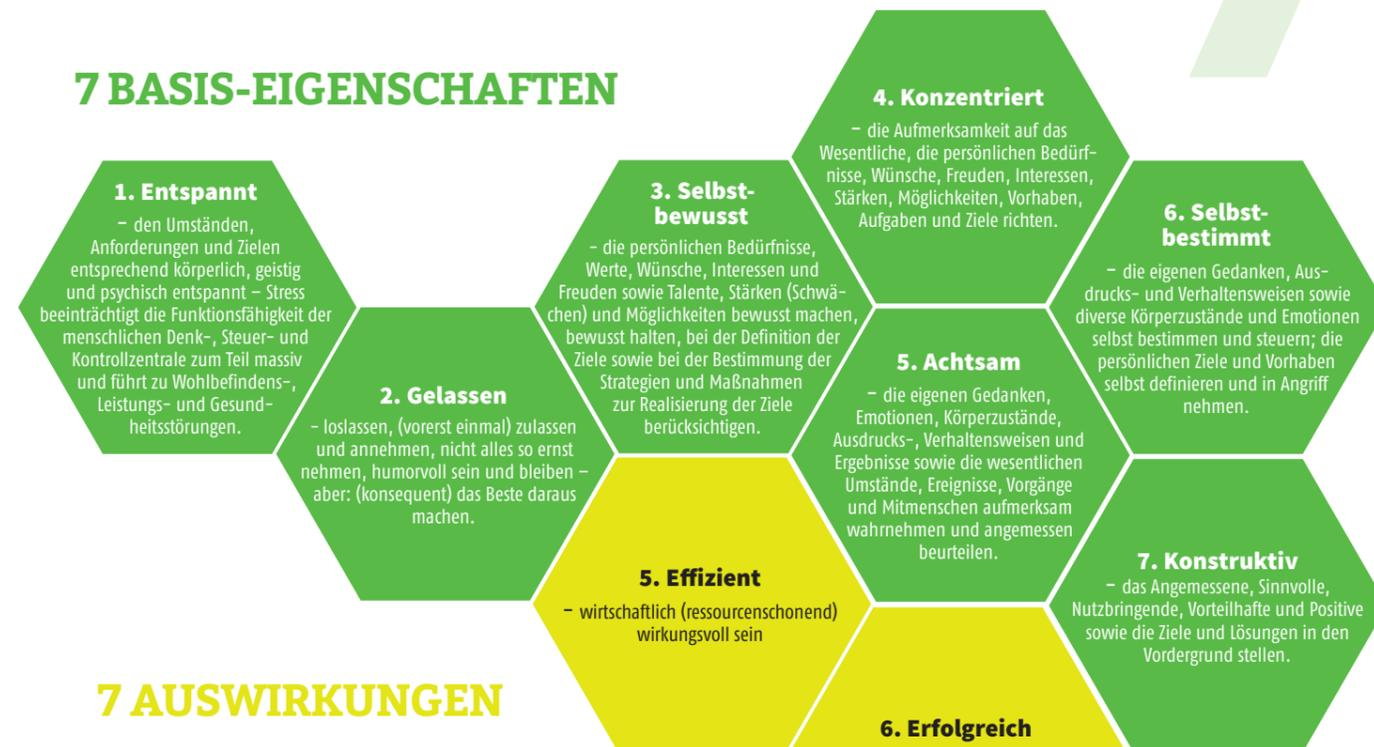 7 BASIS-EIGENSCHAFTEN
1. Entspannt
– den Umständen,
Anforderungen und Zielen
entsprechend körperlich, geistig
und psychisch entspannt – Stress
beeinträchtigt die Funktionsfähigkeit der
menschlichen Denk-, Steuer- und
Kontrollzentrale zum Teil massiv
und führt zu Wohlbefindens-,
Leistungs- und Gesund-
heitsstörungen.
2. Gelassen
– loslassen, (vorerst einmal) zulassen
und annehmen, nicht alles so ernst
nehmen, humorvoll sein und bleiben –
aber: (konsequent) das Beste daraus
machen.
3. Selbst-
bewusst
– die persönlichen Bedürfnisse,
Werte, Wünsche, Interessen und
Freuden sowie Talente, Stärken (Schwä-
chen) und Möglichkeiten bewusst machen,
bewusst halten, bei der Definition der
Ziele sowie bei der Bestimmung der
Strategien und Maßnahmen
zur Realisierung der Ziele
berücksichtigen.
4. Konzentriert
– die Aufmerksamkeit auf das
Wesentliche, die persönlichen Bedürf-
nisse, Wünsche, Freuden, Interessen,
Stärken, Möglichkeiten, Vorhaben,
Aufgaben und Ziele richten.
5. Achtsam
– die eigenen Gedanken,
Emotionen, Körperzustände,
Ausdrucks-, Verhaltensweisen und
Ergebnisse sowie die wesentlichen
Umstände, Ereignisse, Vorgänge
und Mitmenschen aufmerksam
wahrnehmen und angemessen
beurteilen.
6. Selbst-
bestimmt
– die eigenen Gedanken, Aus-
drucks- und Verhaltensweisen sowie
diverse Körperzustände und Emotionen
selbst bestimmen und steuern; die
persönlichen Ziele und Vorhaben
selbst definieren und in Angriff
nehmen.
7. Konstruktiv
– das Angemessene, Sinnvolle,
Nutzbringende, Vorteilhafte und Positive
sowie die Ziele und Lösungen in den
Vordergrund stellen.
7 AUSWIRKUNGEN
5. Effizient
– wirtschaftlich (ressourcenschonend)
wirkungsvoll sein
6. Erfolgreich